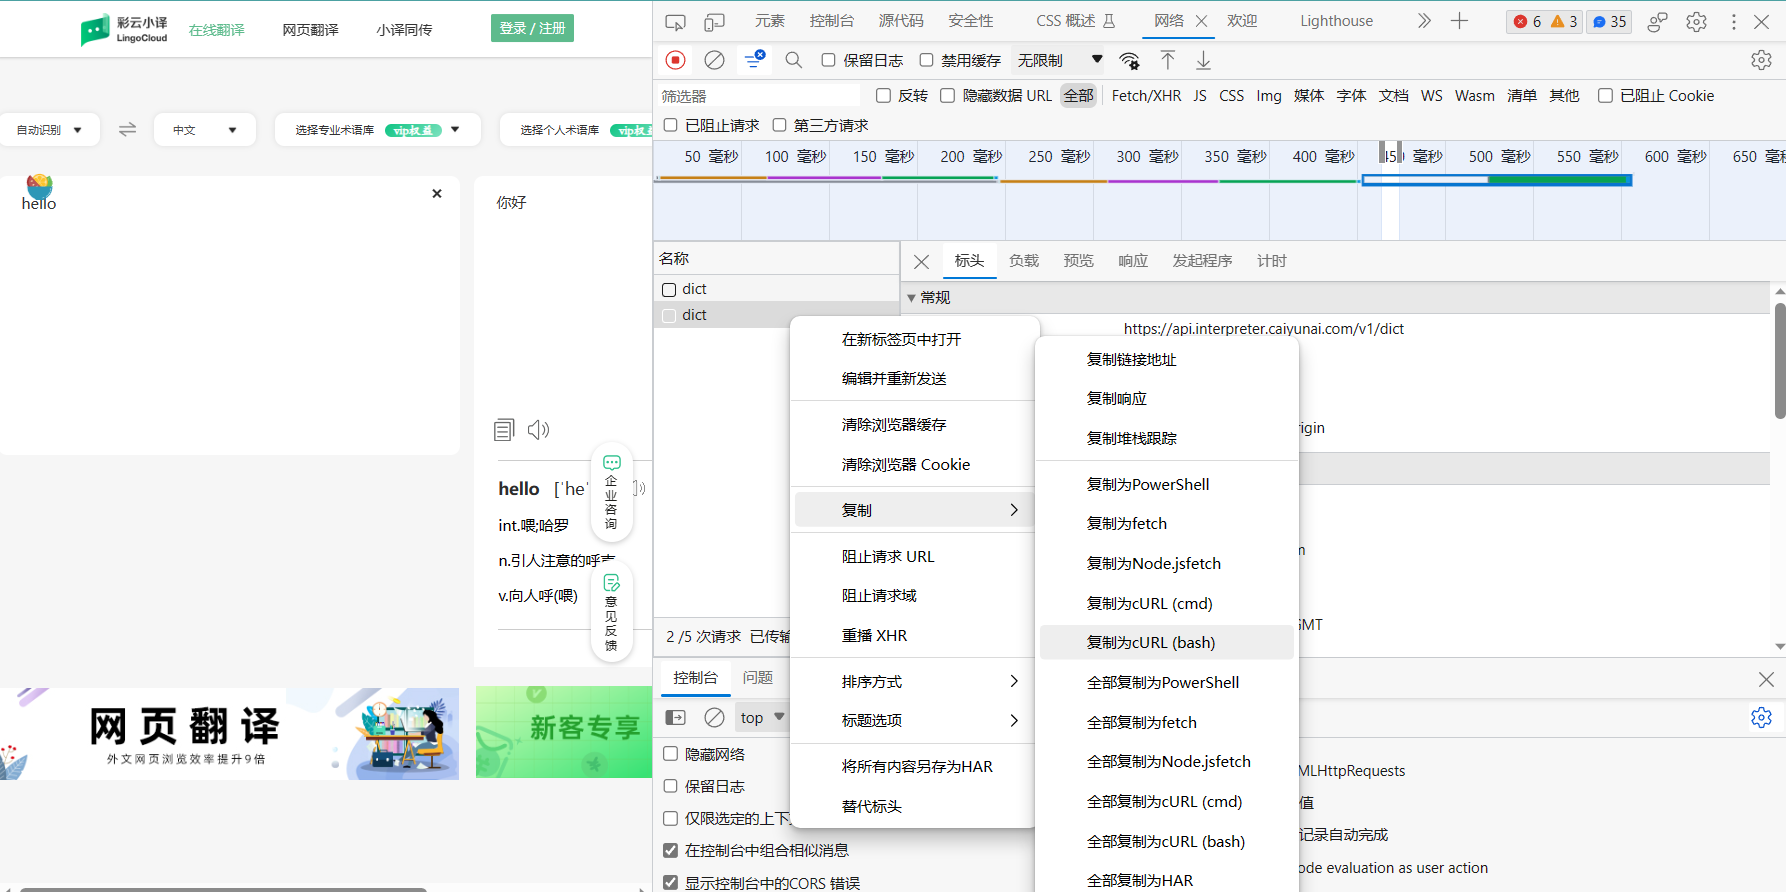 彩云小译
LingoCloud
在线翻译
网页翻译
小译同传
登录 / 注册
自动识别
中文
选择专业术语库
vip权益
选择个人术语库
hello
你好
hello
int.喂;哈罗
n.引人注意的呼声
v.向人呼(喂)
企业咨询
意见反馈
网页翻译
外文网页浏览效率提升9倍
新客专享
元素
控制台
源代码
安全性
CSS 概述
网络
欢迎
Lighthouse
6
3
35
保留日志
禁用缓存
无限制
筛选器
反转
隐藏数据 URL
全部
Fetch/XHR
JS
CSS
Img
媒体
字体
文档
WS
Wasm
清单
其他
已阻止 Cookie
已阻止请求
第三方请求
50 毫秒
100 毫秒
150 毫秒
200 毫秒
250 毫秒
300 毫秒
350 毫秒
400 毫秒
毫秒
500 毫秒
550 毫秒
600 毫秒
650
名称
标头
负载
预览
响应
发起程序
计时
dict
dict
常规
https://api.interpreter.caiyunai.com/v1/dict
在新标签页中打开
编辑并重新发送
清除浏览器缓存
清除浏览器 Cookie
复制
阻止请求 URL
阻止请求域
重播 XHR
排序方式
标题选项
将所有内容另存为HAR
替代标头
复制链接地址
复制响应
复制堆栈跟踪
复制为PowerShell
复制为fetch
复制为Node.jsfetch
复制为cURL (cmd)
复制为cURL (bash)
全部复制为PowerShell
全部复制为fetch
全部复制为Node.jsfetch
全部复制为cURL (cmd)
全部复制为cURL (bash)
全部复制为HAR
2 /5 次请求
已传输
控制台
问题
top
隐藏网络
保留日志
仅限选定的上下
在控制台中组合相似消息
显示控制台中的CORS 错误
rigin
GMT
MLHttpRequests
值
记录自动完成
ode evaluation as user action